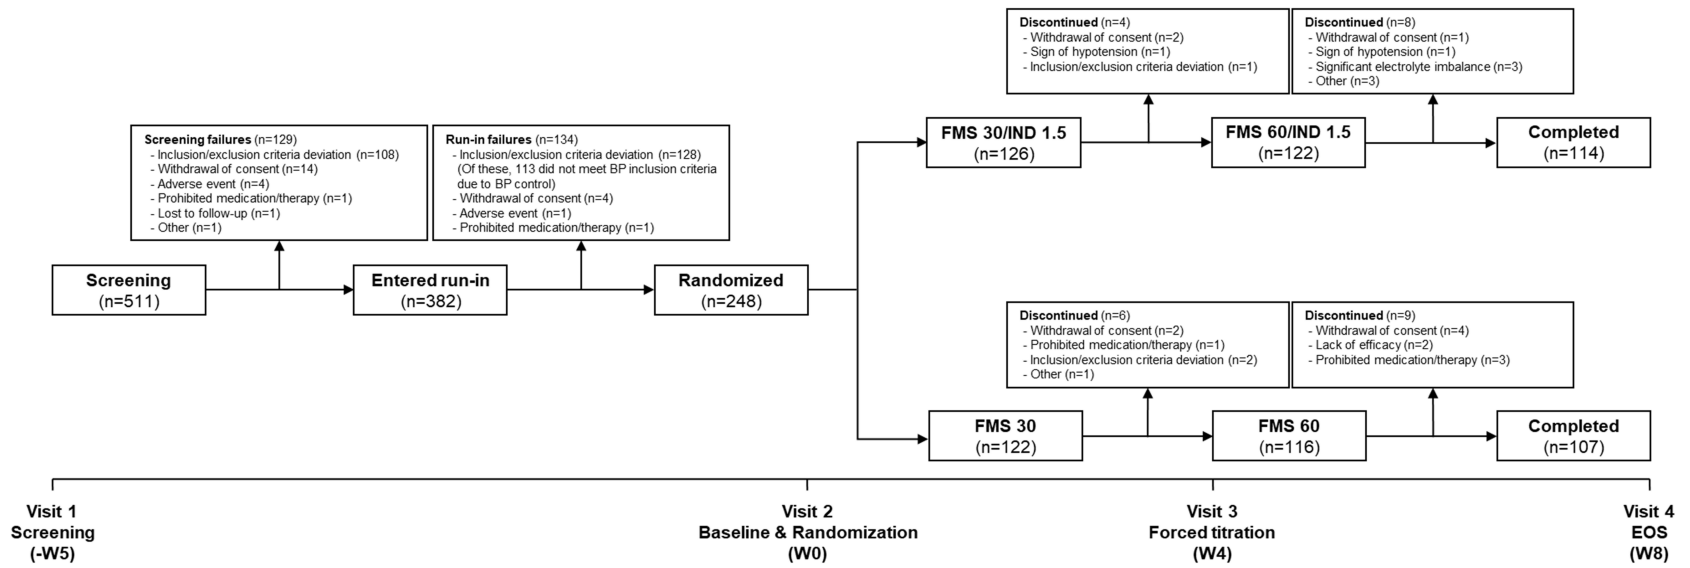 Discontinued (n=4)
- Withdrawal of consent (n=2)
- Sign of hypotension (n=1)
- Inclusion/exclusion criteria deviation (n=1)
Discontinued (n=8)
- Withdrawal of consent (n=1)
- Sign of hypotension (n=1)
- Significant electrolyte imbalance (n=3)
- Other (n=3)
Screening failures (n=129)
- Inclusion/exclusion criteria deviation (n=108)
- Withdrawal of consent (n=14)
- Adverse event (n=4)
- Prohibited medication/therapy (n=1)
- Lost to follow-up (n=1)
- Other (n=1)
Run-in failures (n=134)
- Inclusion/exclusion criteria deviation (n=128)
(Of these, 113 did not meet BP inclusion criteria
due to BP control)
- Withdrawal of consent (n=4)
- Adverse event (n=1)
- Prohibited medication/therapy (n=1)
FMS 30/IND 1.5
(n=126)
FMS 60/IND 1.5
(n=122)
Completed
(n=114)
Screening
(n=511)
Entered run-in
(n=382)
Randomized
(n=248)
Discontinued (n=6)
- Withdrawal of consent (n=2)
- Prohibited medication/therapy (n=1)
- Inclusion/exclusion criteria deviation (n=2)
- Other (n=1)
Discontinued (n=9)
- Withdrawal of consent (n=4)
- Lack of efficacy (n=2)
- Prohibited medication/therapy (n=3)
FMS 30
(n=122)
FMS 60
(n=116)
Completed
(n=107)
Visit 1
Screening
(-W5)
Visit 2
Baseline & Randomization
(W0)
Visit 3
Forced titration
(W4)
Visit 4
EOS
(W8)